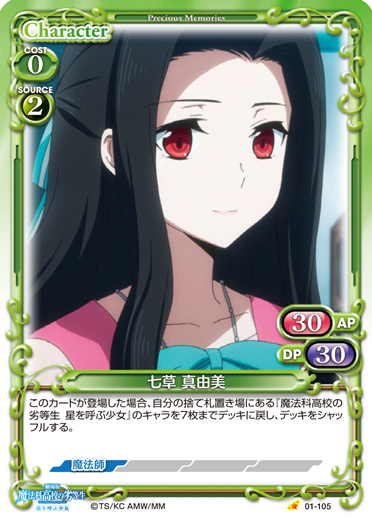 Precious Memories
Character
COST
0
SOURCE
2
30 AP
DP 30
七草 真由美
このカードが登場した場合、自分の捨て札置き場にある『魔法科高校の
劣等生 星を呼ぶ少女』のキャラを7枚までデッキに戻し、デッキをシャッ
フルする。
魔法師
劇場版
魔法科高校の劣等生
星を呼ぶ少女
©TS/KC AMW/MM
01-105